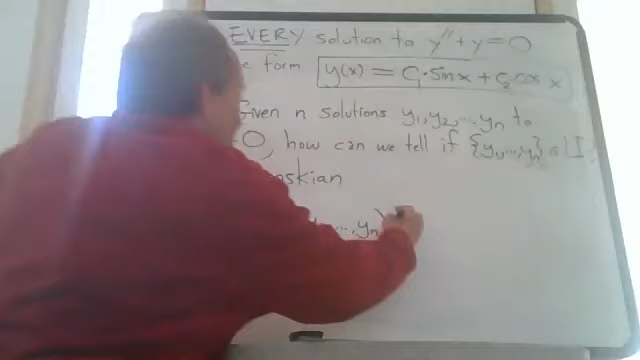 EVERY solution to y'' + y = 0
form y(x) = C₁·sin x + C₂ cos x
Given n solutions y₁, y₂, ..., yₙ to
0, how can we tell if {y₁, ..., yₙ} is LI
..., yₙ)